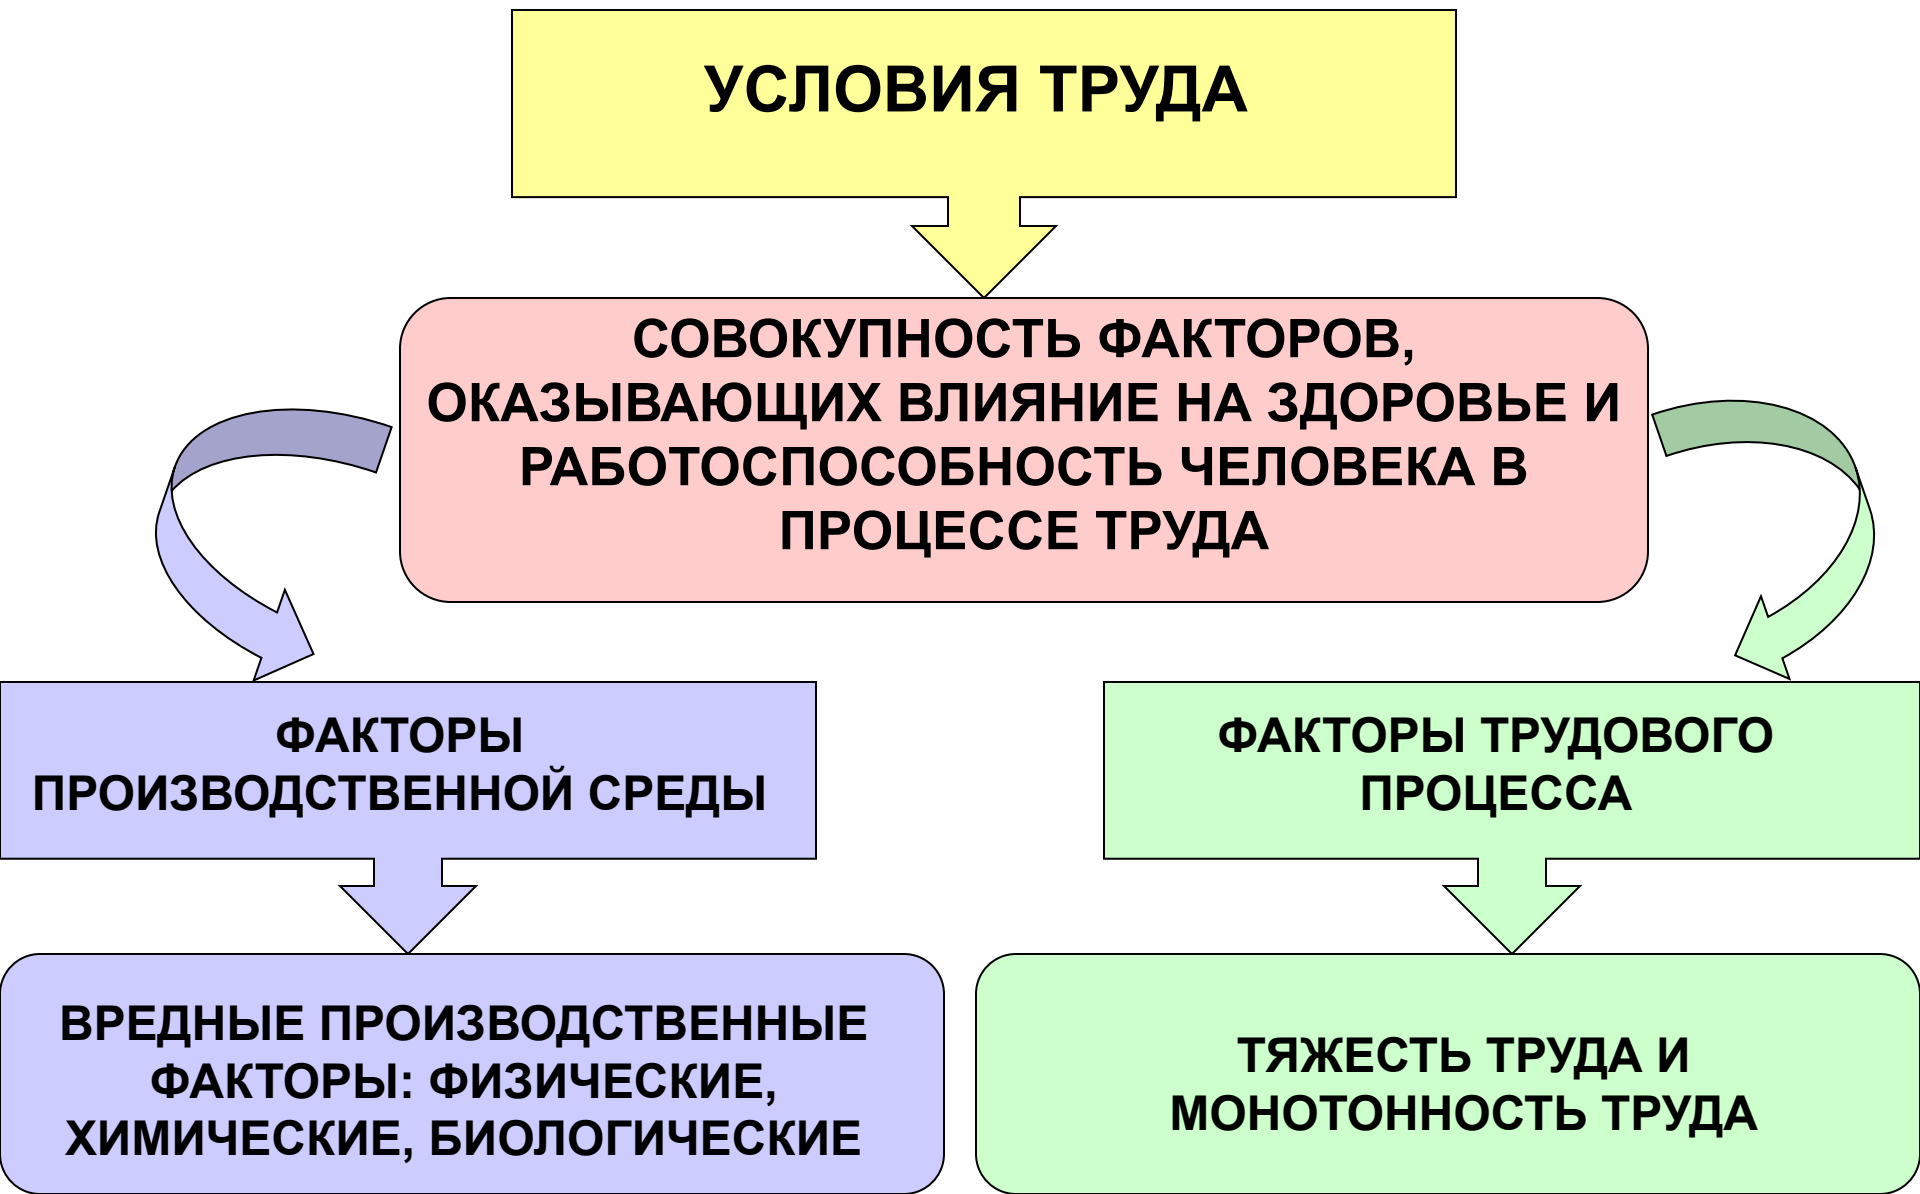 УСЛОВИЯ ТРУДА
СОВОКУПНОСТЬ ФАКТОРОВ,
ОКАЗЫВАЮЩИХ ВЛИЯНИЕ НА ЗДОРОВЬЕ И
РАБОТОСПОСОБНОСТЬ ЧЕЛОВЕКА В
ПРОЦЕССЕ ТРУДА
ФАКТОРЫ
ПРОИЗВОДСТВЕННОЙ СРЕДЫ
ФАКТОРЫ ТРУДОВОГО
ПРОЦЕССА
ВРЕДНЫЕ ПРОИЗВОДСТВЕННЫЕ
ФАКТОРЫ: ФИЗИЧЕСКИЕ,
ХИМИЧЕСКИЕ, БИОЛОГИЧЕСКИЕ
ТЯЖЕСТЬ ТРУДА И
МОНОТОННОСТЬ ТРУДА